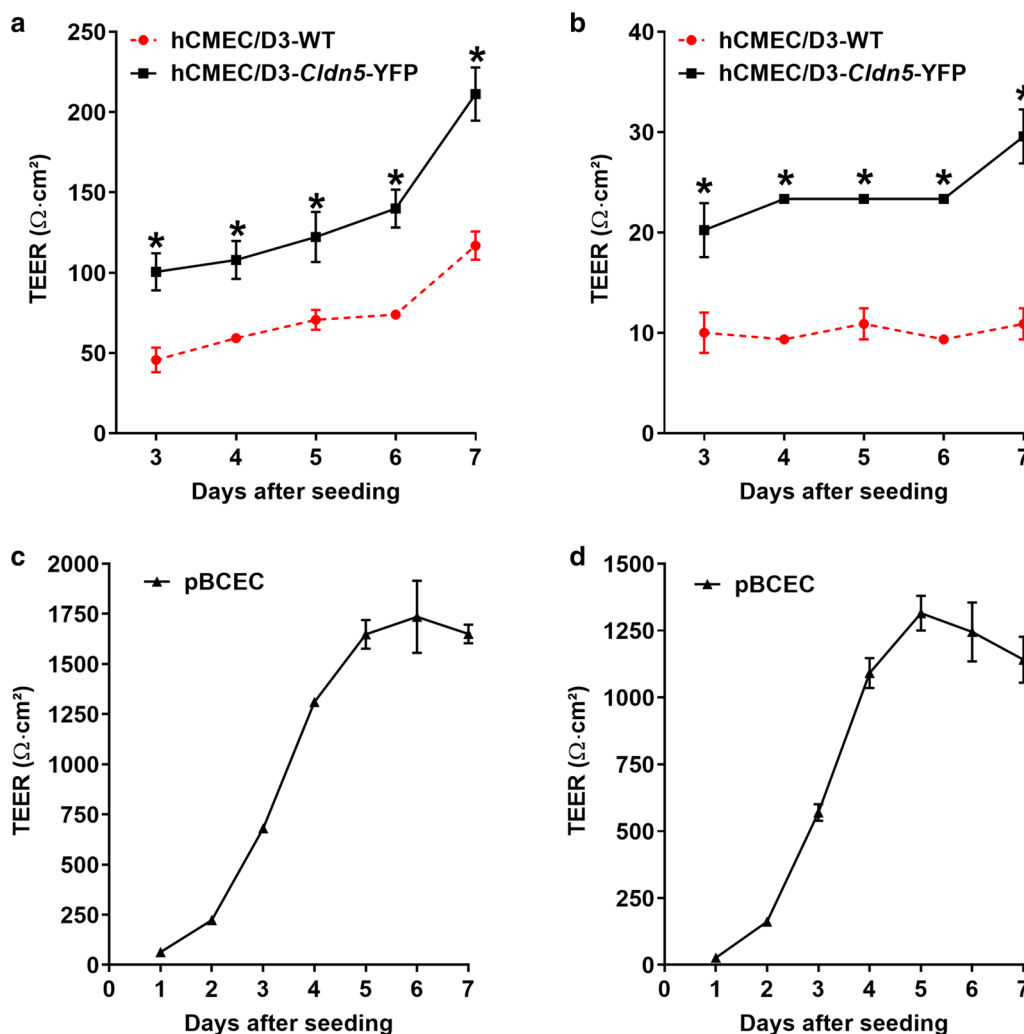 a
hCMEC/D3-WT
hCMEC/D3-Cldn5-YFP
TEER (Ω·cm²)
250
200
150
100
50
0
* * * * *
3 4 5 6 7
Days after seeding
b
hCMEC/D3-WT
hCMEC/D3-Cldn5-YFP
TEER (Ω·cm²)
40
30
20
10
0
* * * * *
3 4 5 6 7
Days after seeding
c
pBCEC
TEER (Ω·cm²)
2000
1750
1500
1250
1000
750
500
250
0
0 1 2 3 4 5 6 7
Days after seeding
d
pBCEC
TEER (Ω·cm²)
1500
1250
1000
750
500
250
0
0 1 2 3 4 5 6 7
Days after seeding